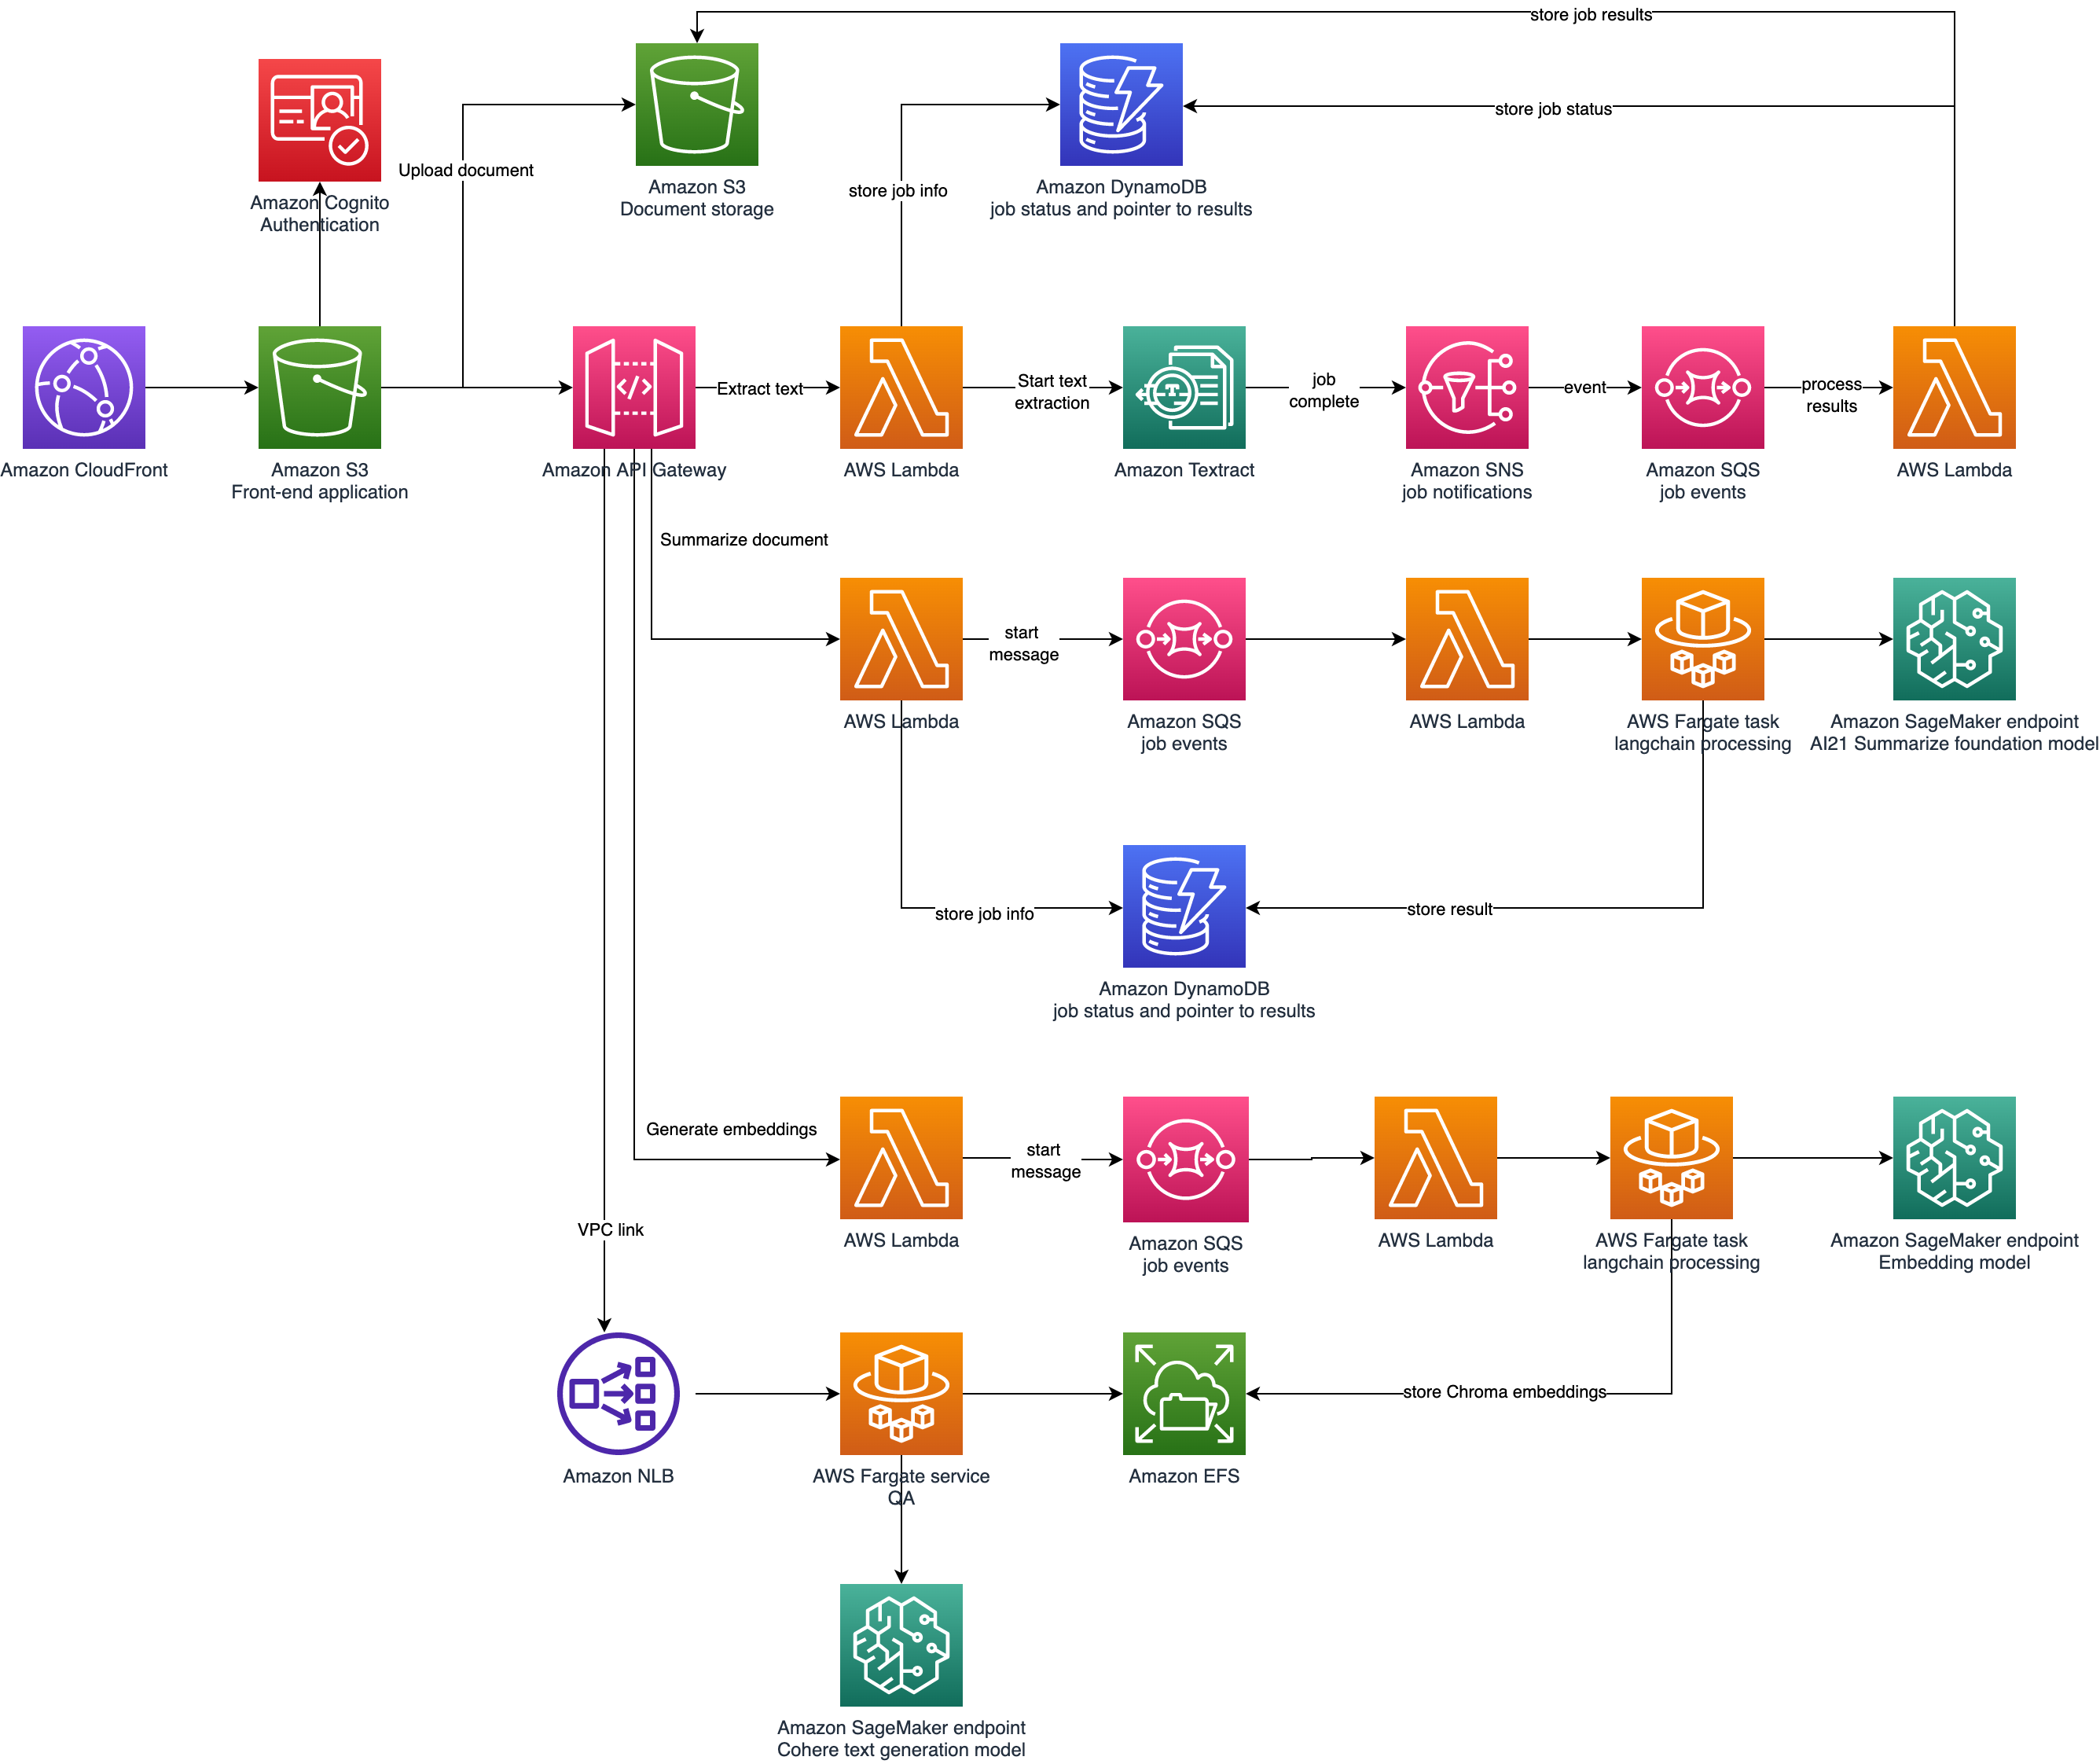 store job results
store job status
Upload document
store job info
Amazon Cognito
Authentication
Amazon S3
Document storage
Amazon DynamoDB
job status and pointer to results
Extract text
Start text
extraction
job
complete
event
process
results
Amazon CloudFront
Amazon S3
Front-end application
Amazon API Gateway
AWS Lambda
Amazon Textract
Amazon SNS
job notifications
Amazon SQS
job events
AWS Lambda
Summarize document
start
message
AWS Lambda
Amazon SQS
job events
AWS Lambda
AWS Fargate task
langchain processing
Amazon SageMaker endpoint
AI21 Summarize foundation model
store job info
store result
Amazon DynamoDB
job status and pointer to results
Generate embeddings
start
message
AWS Lambda
Amazon SQS
job events
AWS Lambda
AWS Fargate task
langchain processing
Amazon SageMaker endpoint
Embedding model
VPC link
store Chroma embeddings
Amazon NLB
AWS Fargate service
QA
Amazon EFS
Amazon SageMaker endpoint
Cohere text generation model